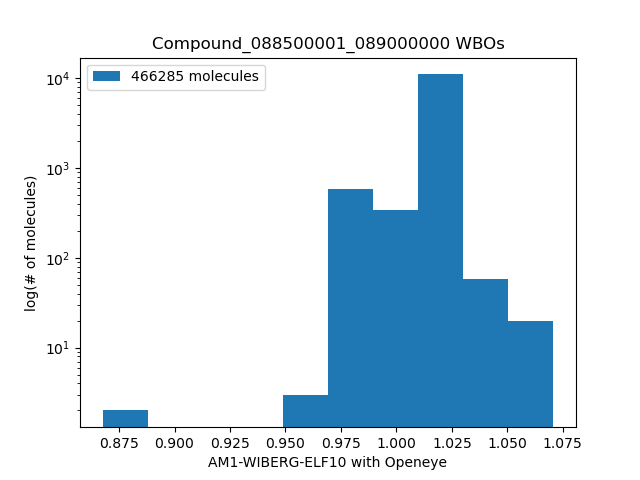 Compound_088500001_089000000 WBOs
466285 molecules
log(# of molecules)
10⁴
10³
10²
10¹
0.875 0.900 0.925 0.950 0.975 1.000 1.025 1.050 1.075
AM1-WIBERG-ELF10 with Openeye